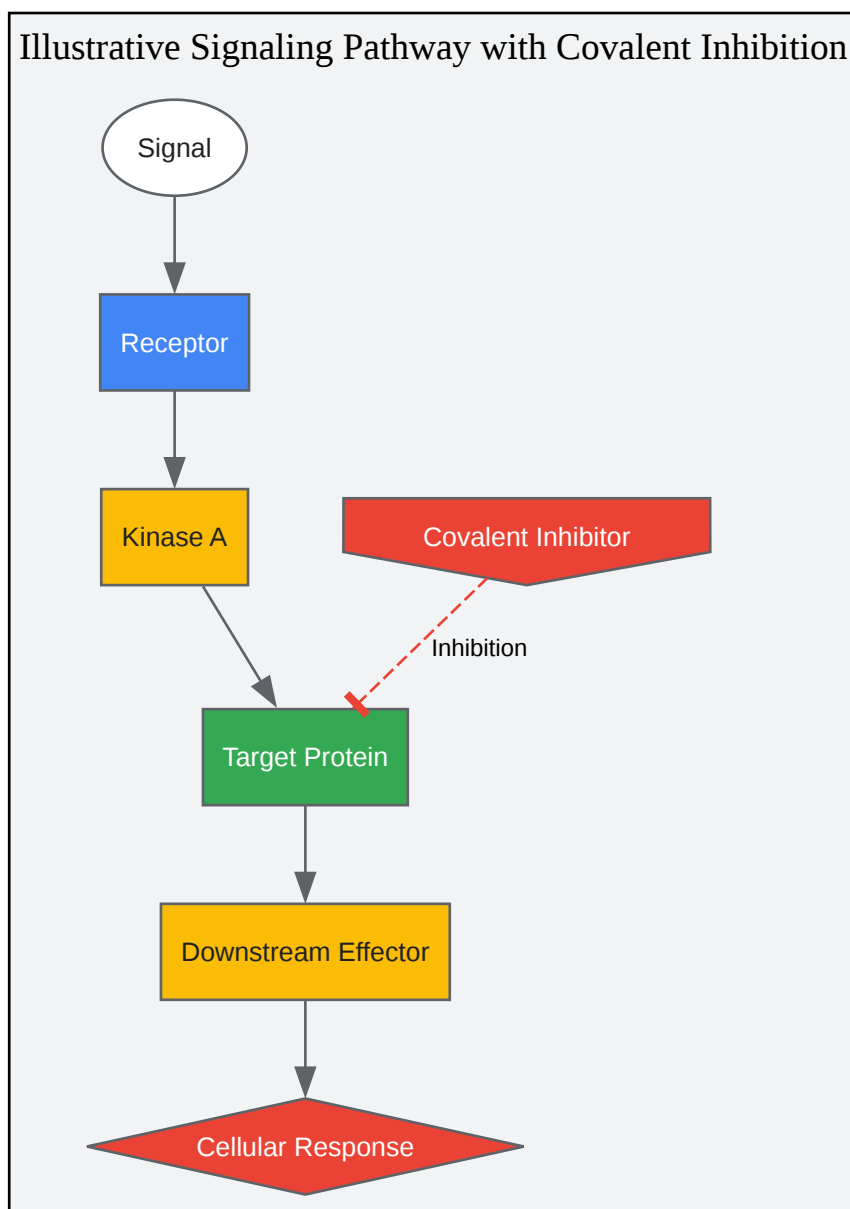 Illustrative Signaling Pathway with Covalent Inhibition
Signal
Receptor
Kinase A
Covalent Inhibitor
Inhibition
Target Protein
Downstream Effector
Cellular Response